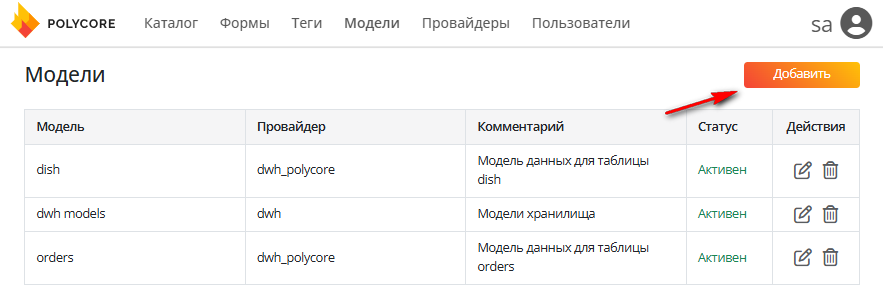 POLYCORE Каталог Формы Теги Модели Провайдеры Пользователи sa
Модели Добавить
Модель Провайдер Комментарий Статус Действия
dish dwh_polycore Модель данных для таблицы dish Активен
dwh models dwh Модели хранилища Активен
orders dwh_polycore Модель данных для таблицы orders Активен